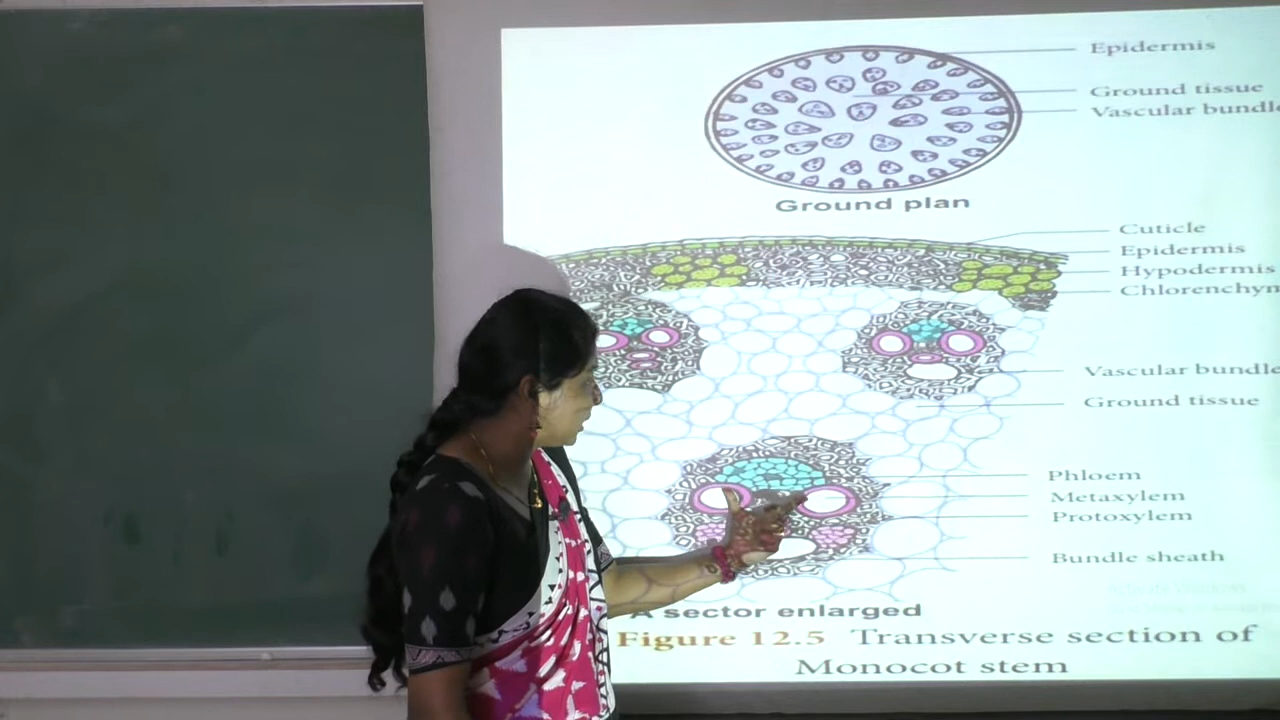 Epidermis
Ground tissue
Vascular bundle
Ground plan
Cuticle
Epidermis
Hypodermis
Chlorenchym
Vascular bundle
Ground tissue
Phloem
Metaxylem
Protoxylem
Bundle sheath
A sector enlarged
Figure 12.5 Transverse section of
Monocot stem